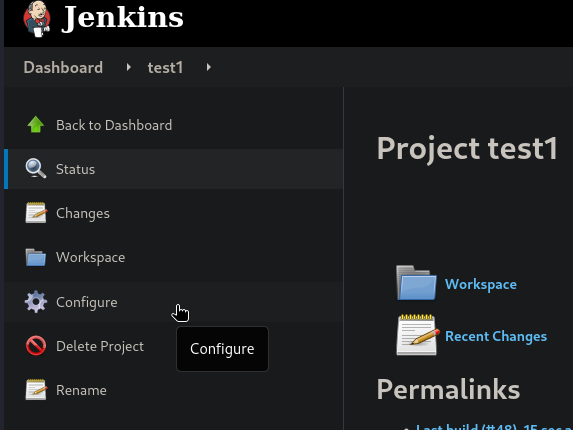 Jenkins
Dashboard
test1
Back to Dashboard
Status
Changes
Workspace
Configure
Delete Project
Rename
Configure
Project test1
Workspace
Recent Changes
Permalinks
Last build (#48), 15 sec a